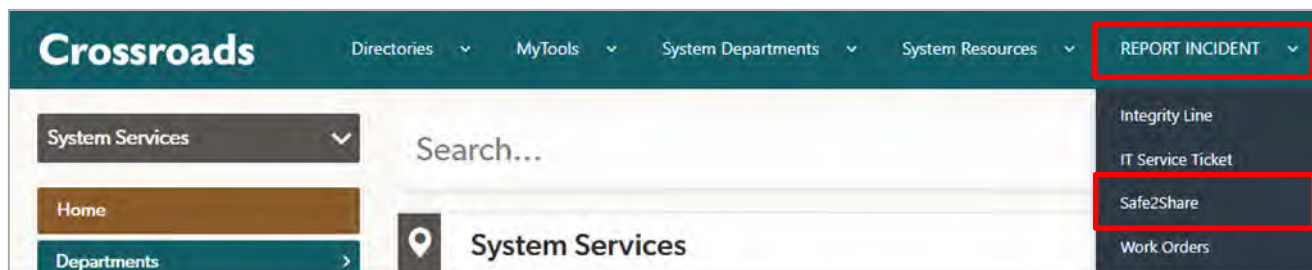 Crossroads Directories MyTools System Departments System Resources REPORT INCIDENT
System Services
Home
Departments
Search...
System Services
Integrity Line
IT Service Ticket
Safe2Share
Work Orders